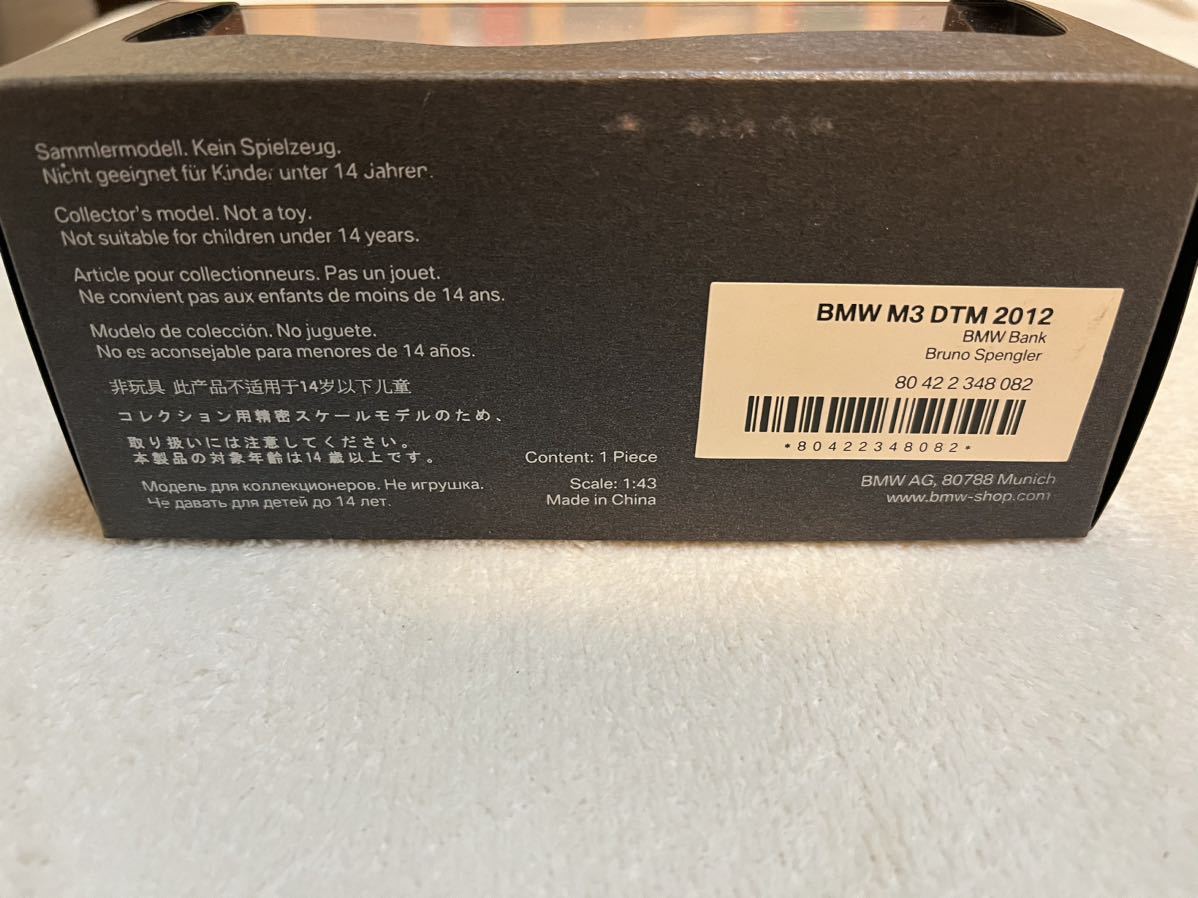 Sammlermodell. Kein Spielzeug.
Nicht geeignet für Kinder unter 14 Jahren.
Collector's model. Not a toy.
Not suitable for children under 14 years.
Article pour collectionneurs. Pas un jouet.
Ne convient pas aux enfants de moins de 14 ans.
Modelo de colección. No juguete.
No es aconsejable para menores de 14 años.
非玩具 此产品不适用于14岁以下儿童
コレクション用精密スケールモデルのため、
取り扱いには注意してください。
本製品の対象年齢は14歳以上です。
Модель для коллекционеров. Не игрушка.
Не давать для детей до 14 лет.
Content: 1 Piece
Scale: 1:43
Made in China
BMW M3 DTM 2012
BMW Bank
Bruno Spengler
80 42 2 348 082
*80422348082*
BMW AG, 80788 Munich
www.bmw-shop.com